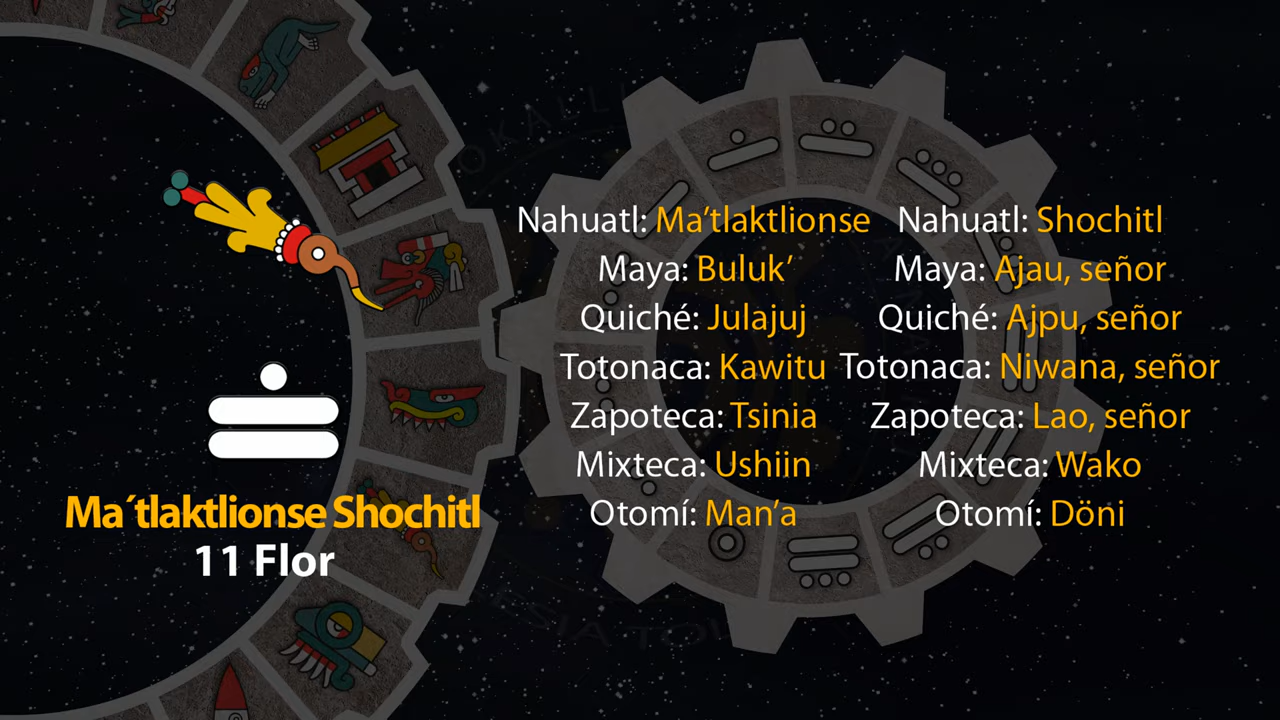 Nahuatl: Ma’tlaktlionse
Maya: Buluk’
Quiché: Julajuj
Totonaca: Kawitu
Zapoteca: Tsinia
Mixteca: Ushiin
Otomí: Man’a
Nahuatl: Shochitl
Maya: Ajau, señor
Quiché: Ajpu, señor
Totonaca: Niwana, señor
Zapoteca: Lao, señor
Mixteca: Wako
Otomí: Döni
Ma´tlaktlionse Shochitl
11 Flor